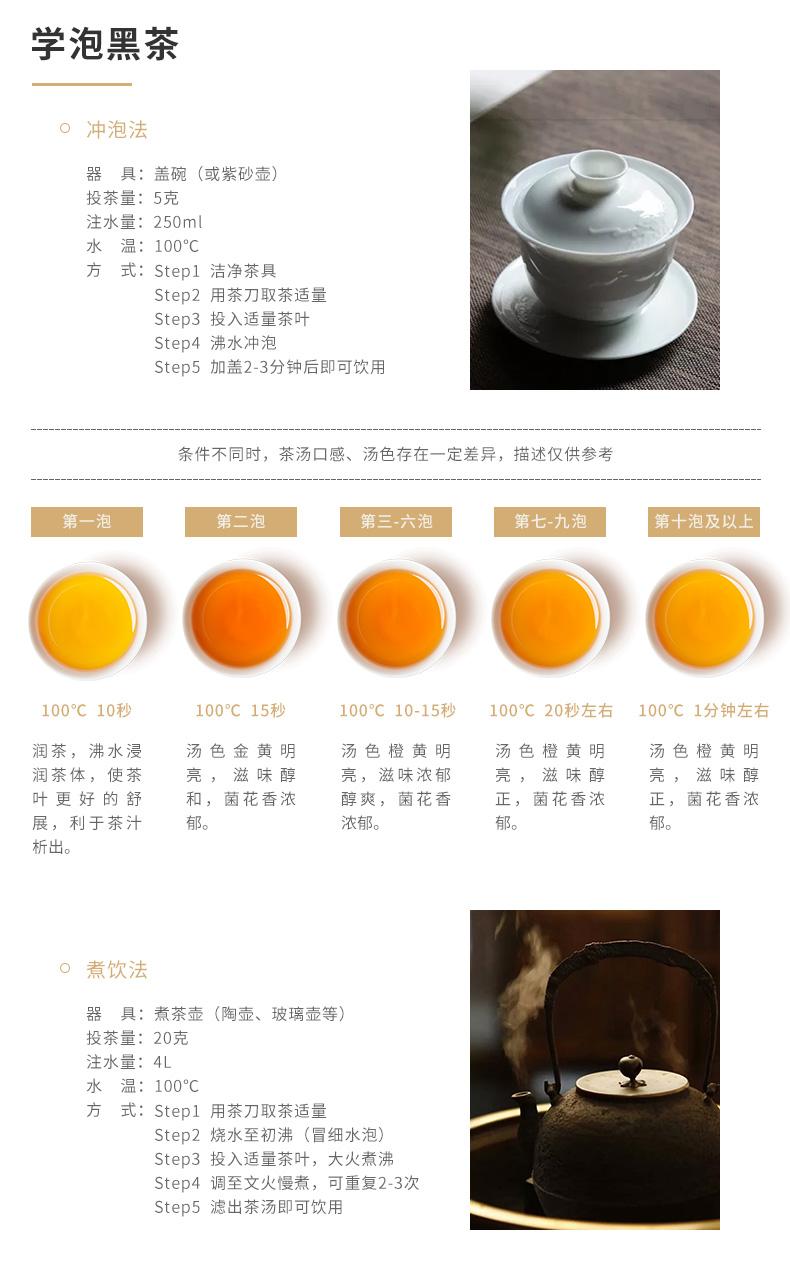 学泡黑茶
冲泡法
器 具：盖碗（或紫砂壶）
投茶量：5克
注水量：250ml
水 温：100℃
方 式：Step1 洁净茶具
Step2 用茶刀取茶适量
Step3 投入适量茶叶
Step4 沸水冲泡
Step5 加盖2-3分钟后即可饮用
条件不同时，茶汤口感、汤色存在一定差异，描述仅供参考
第一泡
100℃ 10秒
润茶，沸水浸
润茶体，使茶
叶更好的舒
展，利于茶汁
析出。
第二泡
100℃ 15秒
汤色金黄明
亮，滋味醇
和，菌花香浓
郁。
第三-六泡
100℃ 10-15秒
汤色橙黄明
亮，滋味浓郁
醇爽，菌花香
浓郁。
第七-九泡
100℃ 20秒左右
汤色橙黄明
亮，滋味醇
正，菌花香浓
郁。
第十泡及以上
100℃ 1分钟左右
汤色橙黄明
亮，滋味醇
正，菌花香浓
郁。
煮饮法
器 具：煮茶壶（陶壶、玻璃壶等）
投茶量：20克
注水量：4L
水 温：100℃
方 式：Step1 用茶刀取茶适量
Step2 烧水至初沸（冒细水泡）
Step3 投入适量茶叶，大火煮沸
Step4 调至文火慢煮，可重复2-3次
Step5 滤出茶汤即可饮用